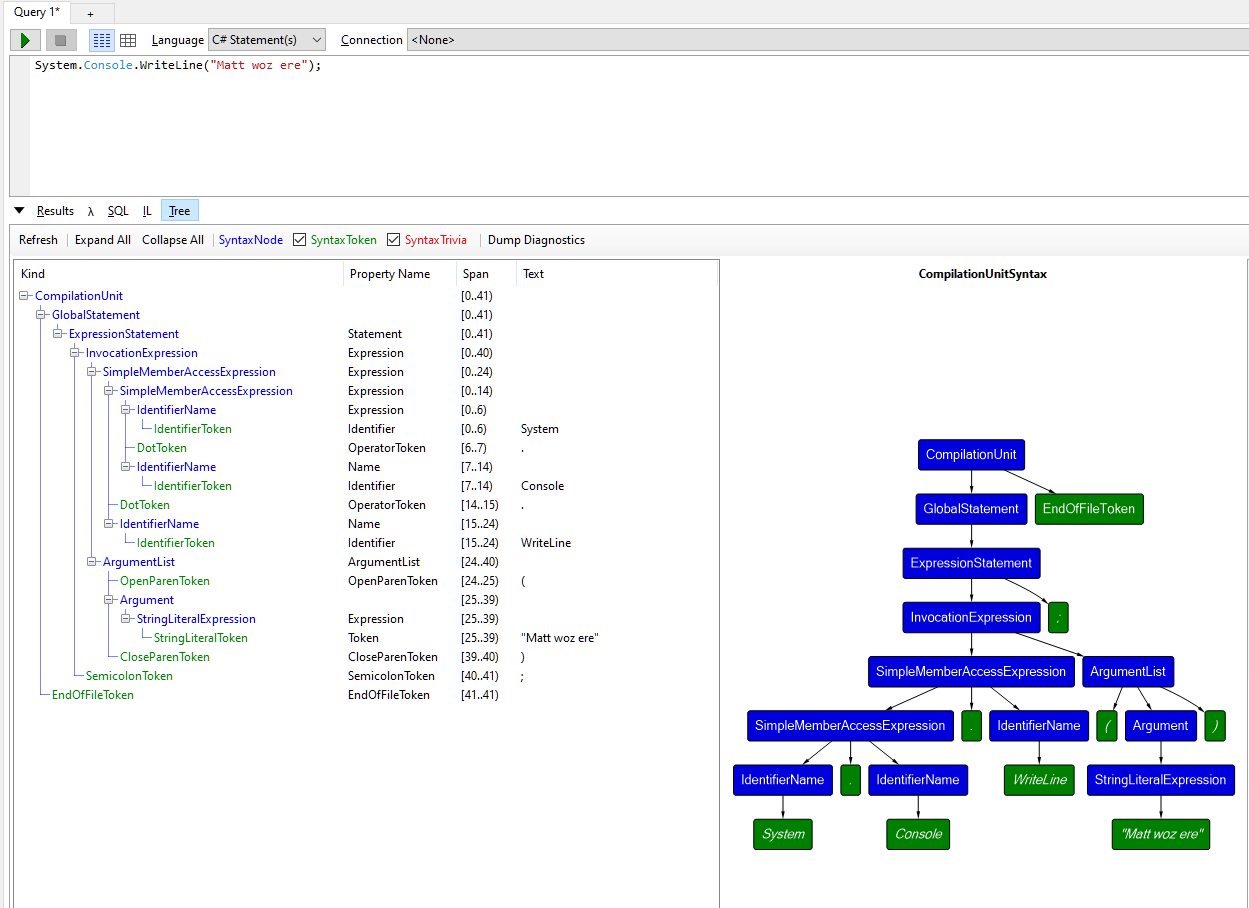 Query 1* +
Language C# Statement(s) Connection <None>
System.Console.WriteLine("Matt woz ere");
Results λ SQL IL Tree
Refresh Expand All Collapse All SyntaxNode SyntaxToken SyntaxTrivia Dump Diagnostics
Kind Property Name Span Text
CompilationUnit [0..41)
GlobalStatement [0..41)
ExpressionStatement Statement [0..41)
InvocationExpression Expression [0..40)
SimpleMemberAccessExpression Expression [0..24)
SimpleMemberAccessExpression Expression [0..14)
IdentifierName Expression [0..6)
IdentifierToken Identifier [0..6) System
DotToken OperatorToken [6..7) .
IdentifierName Name [7..14)
IdentifierToken Identifier [7..14) Console
DotToken OperatorToken [14..15) .
IdentifierName Name [15..24)
IdentifierToken Identifier [15..24) WriteLine
ArgumentList ArgumentList [24..40)
OpenParenToken OpenParenToken [24..25) (
Argument [25..39)
StringLiteralExpression Expression [25..39)
StringLiteralToken Token [25..39) "Matt woz ere"
CloseParenToken CloseParenToken [39..40) )
SemicolonToken SemicolonToken [40..41) ;
EndOfFileToken EndOfFileToken [41..41)
CompilationUnitSyntax
CompilationUnit
GlobalStatement EndOfFileToken
ExpressionStatement
InvocationExpression ;
SimpleMemberAccessExpression ArgumentList
SimpleMemberAccessExpression . IdentifierName ( Argument )
IdentifierName . IdentifierName WriteLine StringLiteralExpression
System Console "Matt woz ere"